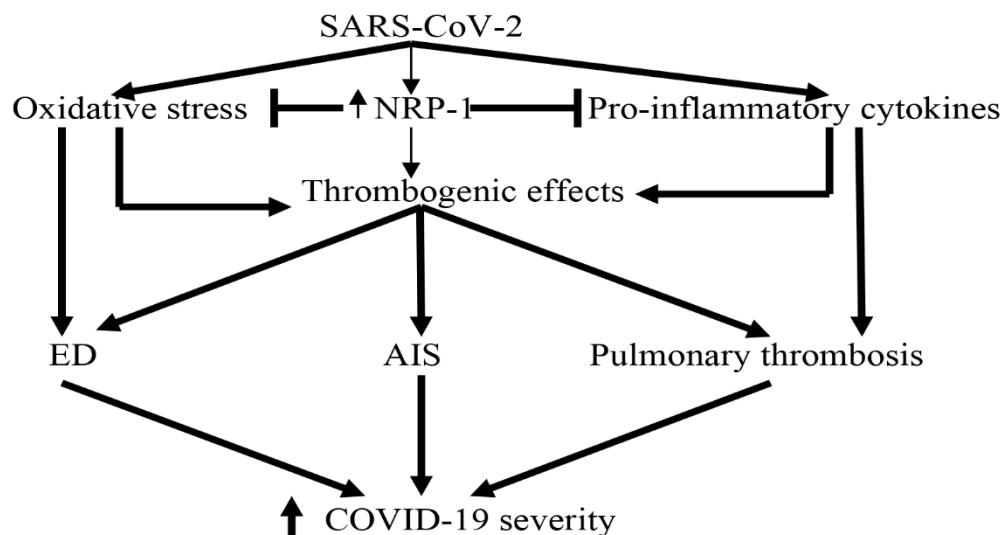 SARS-CoV-2
Oxidative stress
NRP-1
Pro-inflammatory cytokines
Thrombogenic effects
ED
AIS
Pulmonary thrombosis
COVID-19 severity